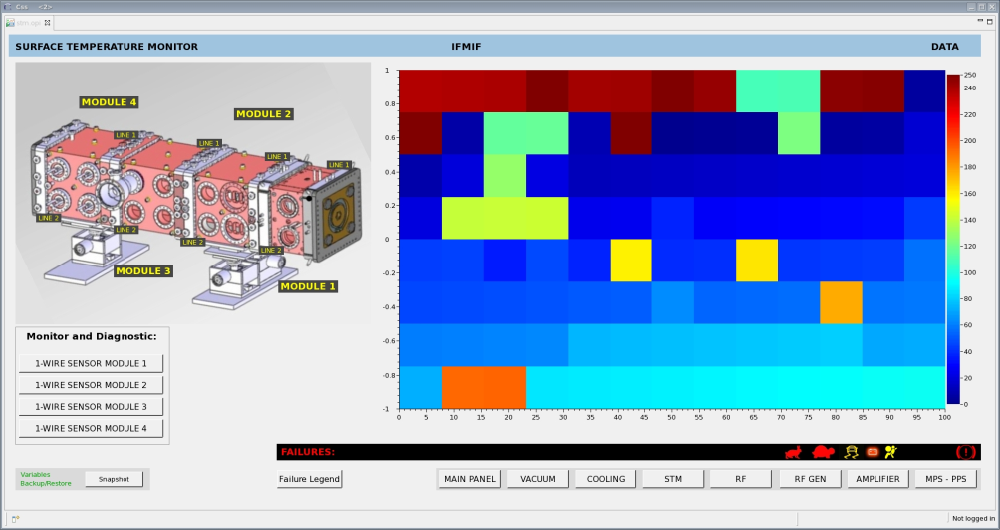 Css <2>
SURFACE TEMPERATURE MONITOR IFMIF DATA
MODULE 4
MODULE 2
LINE 1
LINE 1
LINE 1
LINE 1
LINE 2
LINE 2
LINE 2
LINE 2
MODULE 3
MODULE 1
1
0.8
0.6
0.4
0.2
0
-0.2
-0.4
-0.6
-0.8
-1
0 5 10 15 20 25 30 35 40 45 50 55 60 65 70 75 80 85 90 95 100
250
240
220
200
180
160
140
120
100
80
60
40
20
0
Monitor and Diagnostic:
1-WIRE SENSOR MODULE 1
1-WIRE SENSOR MODULE 2
1-WIRE SENSOR MODULE 3
1-WIRE SENSOR MODULE 4
FAILURES:
Variables
Backup/Restore
Snapshot
Failure Legend MAIN PANEL VACUUM COOLING STM RF RF GEN AMPLIFIER MPS - PPS
Not logged in